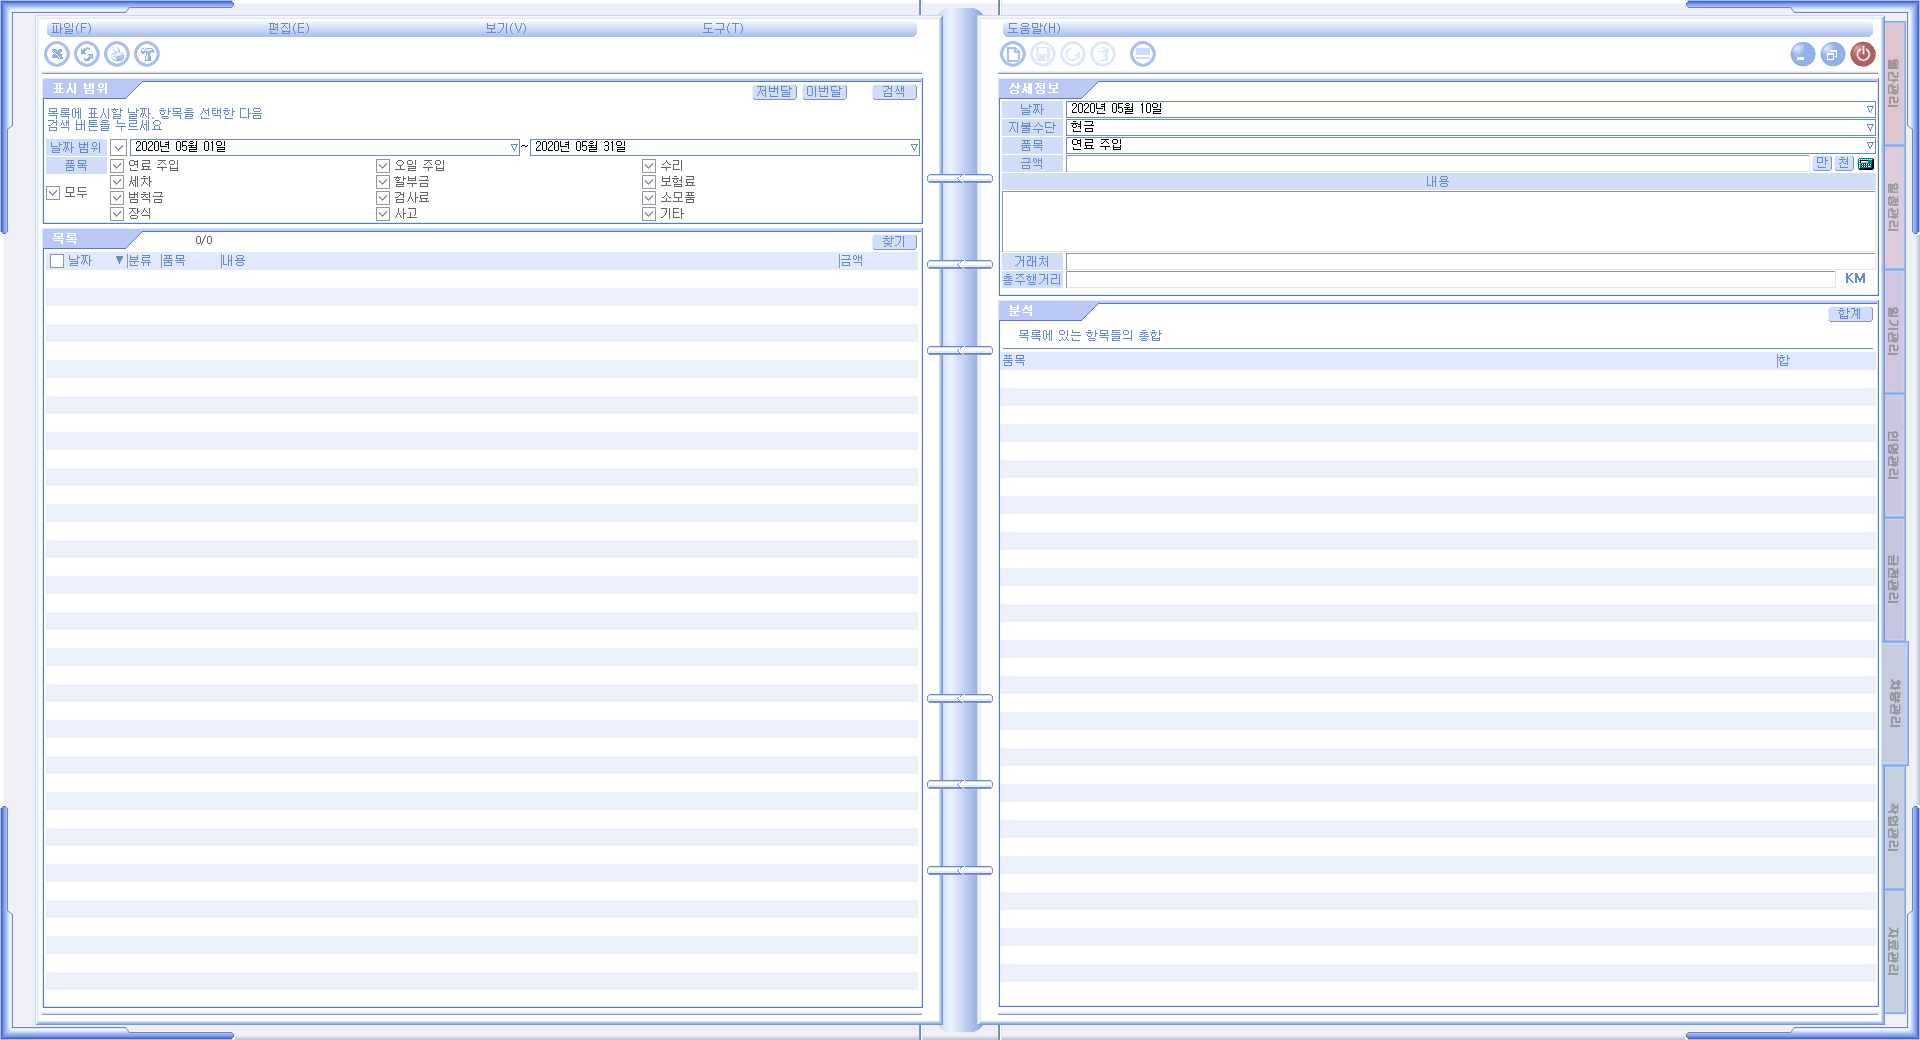 파일(F) 편집(E) 보기(V) 도구(T) 도움말(H)
표시 범위
저번달 이번달 검색
목록에 표시할 날짜, 항목을 선택한 다음
검색 버튼을 누르세요
날짜 범위 2020년 05월 01일 ~ 2020년 05월 31일
품목 연료 주입 오일 주입 수리
세차 할부금 보험료
모두
범칙금 검사료 소모품
장식 사고 기타
목록 0/0 찾기
날짜 ▼ 분류 품목 내용 금액
상세정보
날짜 2020년 05월 10일
지불수단 현금
품목 연료 주입
금액 만 천
내용
거래처
총주행거리 KM
분석 합계
목록에 있는 항목들의 총합
품목 합
월간관리
일정관리
일기관리
인명관리
금전관리
차량관리
작업관리
자료관리